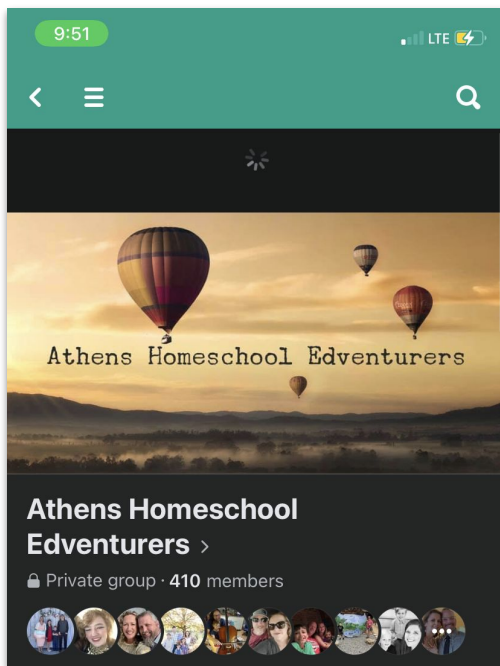 9:51
LTE
Athens Homeschool Edventurers
Athens Homeschool
Edventurers >
Private group · 410 members